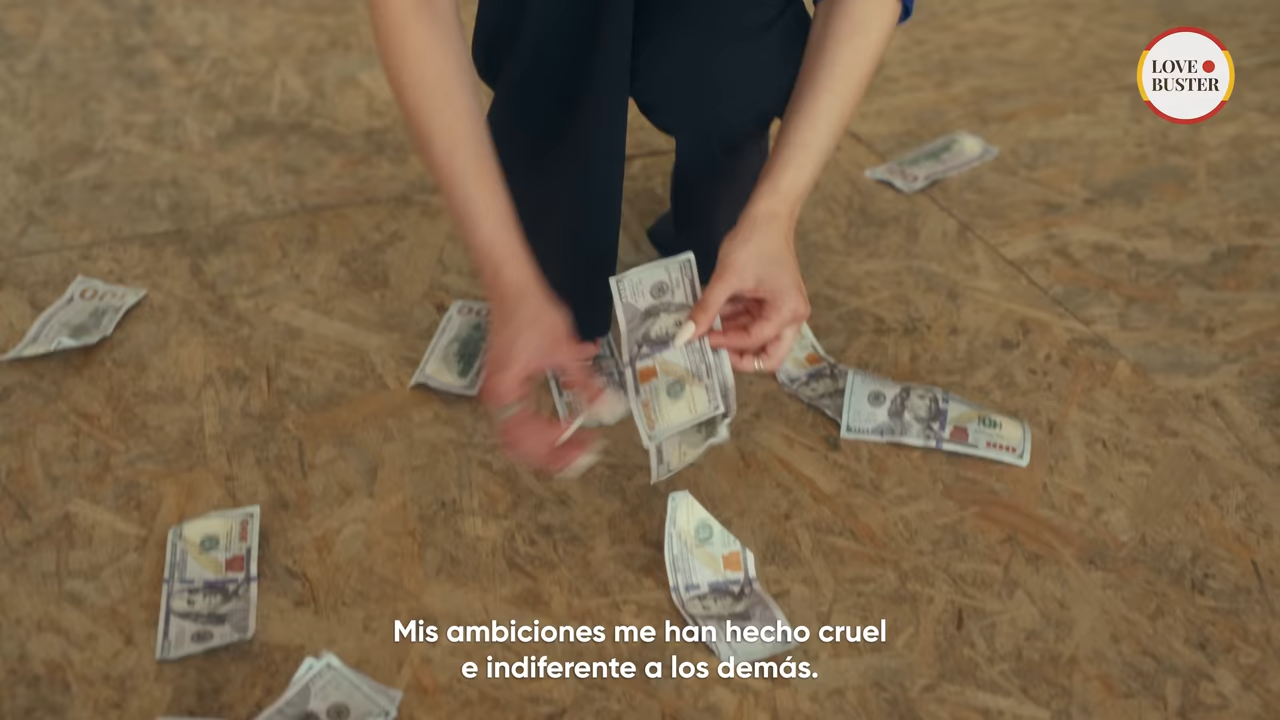 LOVE
BUSTER
Mis ambiciones me han hecho cruel
e indiferente a los demás.